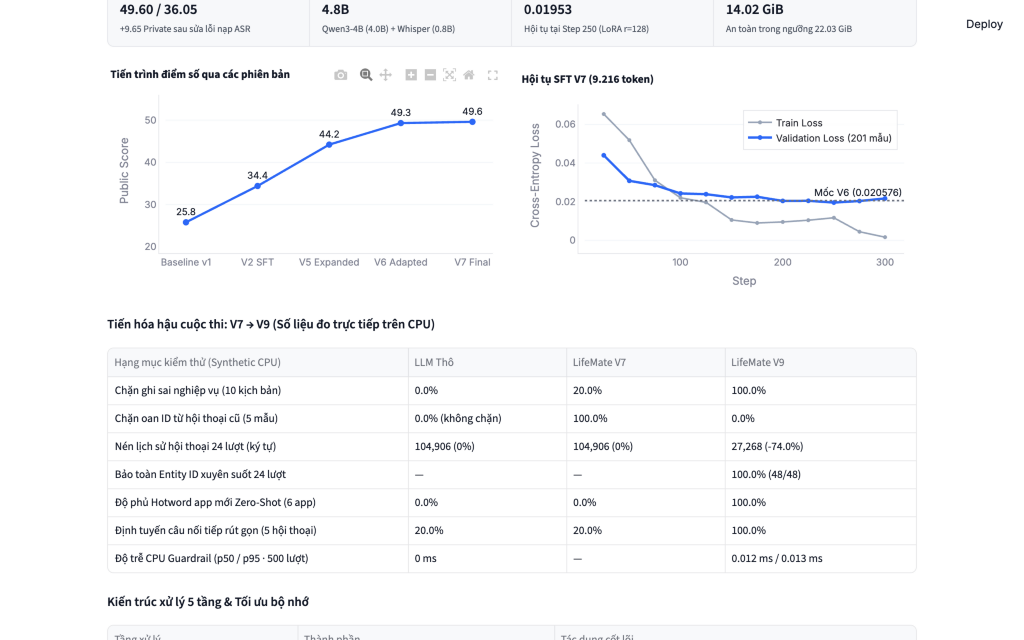 49.60 / 36.05
+9.65 Private sau sửa lỗi nạp ASR
4.8B
Qwen3-4B (4.0B) + Whisper (0.8B)
0.01953
Hội tụ tại Step 250 (LoRA r=128)
14.02 GiB
An toàn trong ngưỡng 22.03 GiB
Deploy
Tiến trình điểm số qua các phiên bản
Public Score
50
40
30
20
25.8
34.4
44.2
49.3
49.6
Baseline v1
V2 SFT
V5 Expanded
V6 Adapted
V7 Final
Hội tụ SFT V7 (9.216 token)
Cross-Entropy Loss
0.06
0.04
0.02
0
Train Loss
Validation Loss (201 mẫu)
Mốc V6 (0.020576)
100
200
300
Step
Tiến hóa hậu cuộc thi: V7 → V9 (Số liệu đo trực tiếp trên CPU)
Hạng mục kiểm thử (Synthetic CPU) LLM Thô LifeMate V7 LifeMate V9
Chặn ghi sai nghiệp vụ (10 kịch bản) 0.0% 20.0% 100.0%
Chặn oan ID từ hội thoại cũ (5 mẫu) 0.0% (không chặn) 100.0% 0.0%
Nén lịch sử hội thoại 24 lượt (ký tự) 104,906 (0%) 104,906 (0%) 27,268 (-74.0%)
Bảo toàn Entity ID xuyên suốt 24 lượt — — 100.0% (48/48)
Độ phủ Hotword app mới Zero-Shot (6 app) 0.0% 0.0% 100.0%
Định tuyến câu nối tiếp rút gọn (5 hội thoại) 20.0% 20.0% 100.0%
Độ trễ CPU Guardrail (p50 / p95 · 500 lượt) 0 ms — 0.012 ms / 0.013 ms
Kiến trúc xử lý 5 tầng & Tối ưu bộ nhớ
Tầng xử lý Thành phần Tác dụng cốt lõi